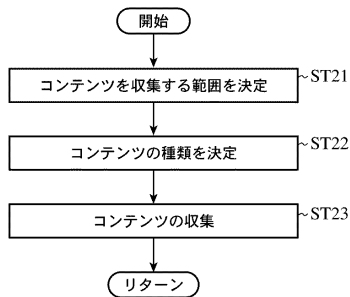 開始
コンテンツを収集する範囲を決定
ST21
コンテンツの種類を決定
ST22
コンテンツの収集
ST23
リターン